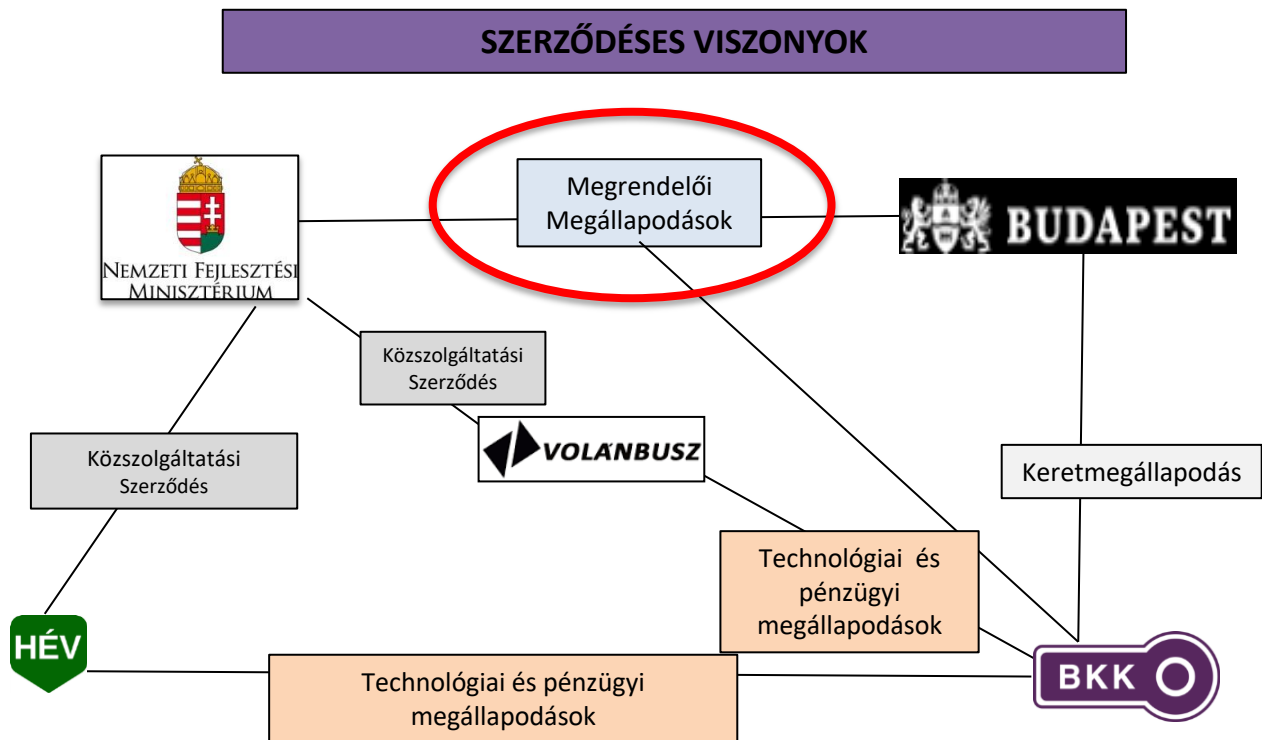 SZERZŐDÉSES VISZONYOK
Megrendelői
Megállapodások
NEMZETI FEJLESZTÉSI
MINISZTÉRIUM
BUDAPEST
Közszolgáltatási
Szerződés
VOLÁNBUSZ
Közszolgáltatási
Szerződés
Keretmegállapodás
Technológiai és
pénzügyi
megállapodások
HÉV
Technológiai és pénzügyi
megállapodások
BKK